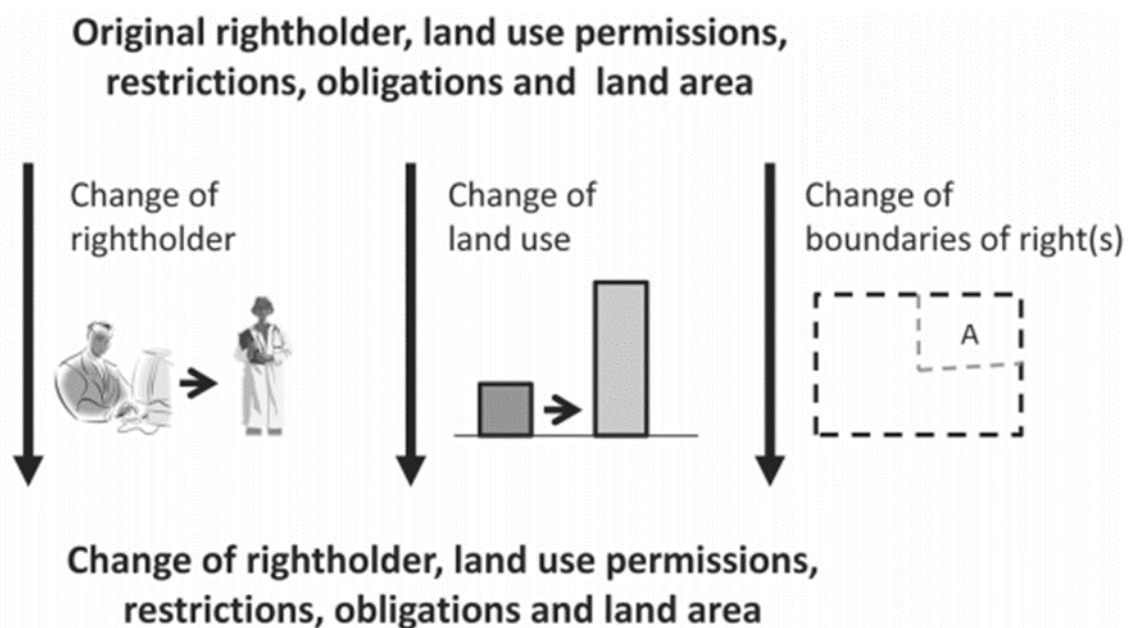 Original rightholder, land use permissions,
restrictions, obligations and land area
Change of
rightholder
Change of
land use
Change of
boundaries of right(s)
A
Change of rightholder, land use permissions,
restrictions, obligations and land area